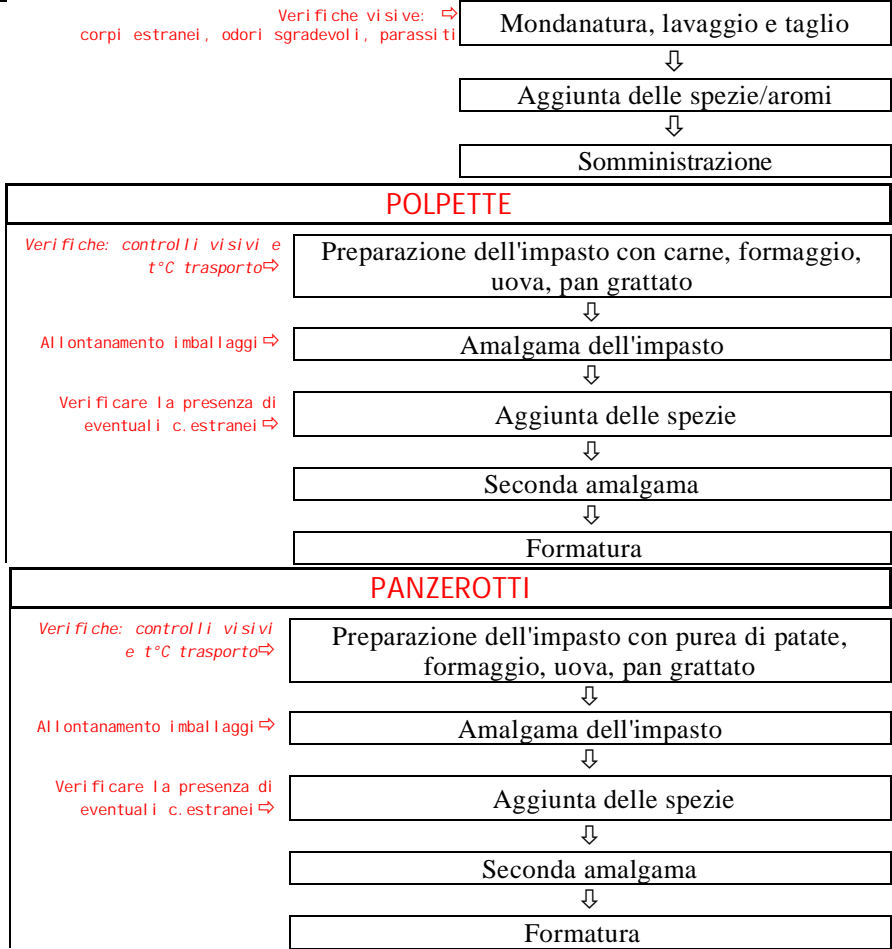 Verifiche visive: ⇨
corpi estranei, odori sgradevoli, parassiti
Mondanatura, lavaggio e taglio
⇩
Aggiunta delle spezie/aromi
⇩
Somministrazione
POLPETTE
Verifiche: controlli visivi e
t°C trasporto⇨
Preparazione dell'impasto con carne, formaggio,
uova, pan grattato
⇩
Allontanamento imballaggi⇨
Amalgama dell'impasto
⇩
Verificare la presenza di
eventuali c.estranei⇨
Aggiunta delle spezie
⇩
Seconda amalgama
⇩
Formatura
PANZEROTTI
Verifiche: controlli visivi
e t°C trasporto⇨
Preparazione dell'impasto con purea di patate,
formaggio, uova, pan grattato
⇩
Allontanamento imballaggi⇨
Amalgama dell'impasto
⇩
Verificare la presenza di
eventuali c.estranei⇨
Aggiunta delle spezie
⇩
Seconda amalgama
⇩
Formatura